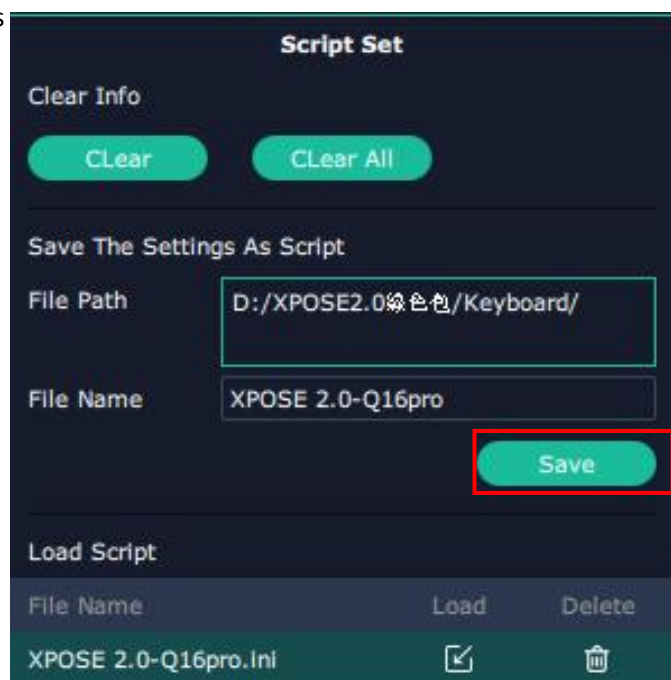 s
Script Set
Clear Info
CLear CLear All
Save The Settings As Script
File Path D:/XPOSE2.0绿色包/Keyboard/
File Name XPOSE 2.0-Q16pro
Save
Load Script
File Name Load Delete
XPOSE 2.0-Q16pro.ini